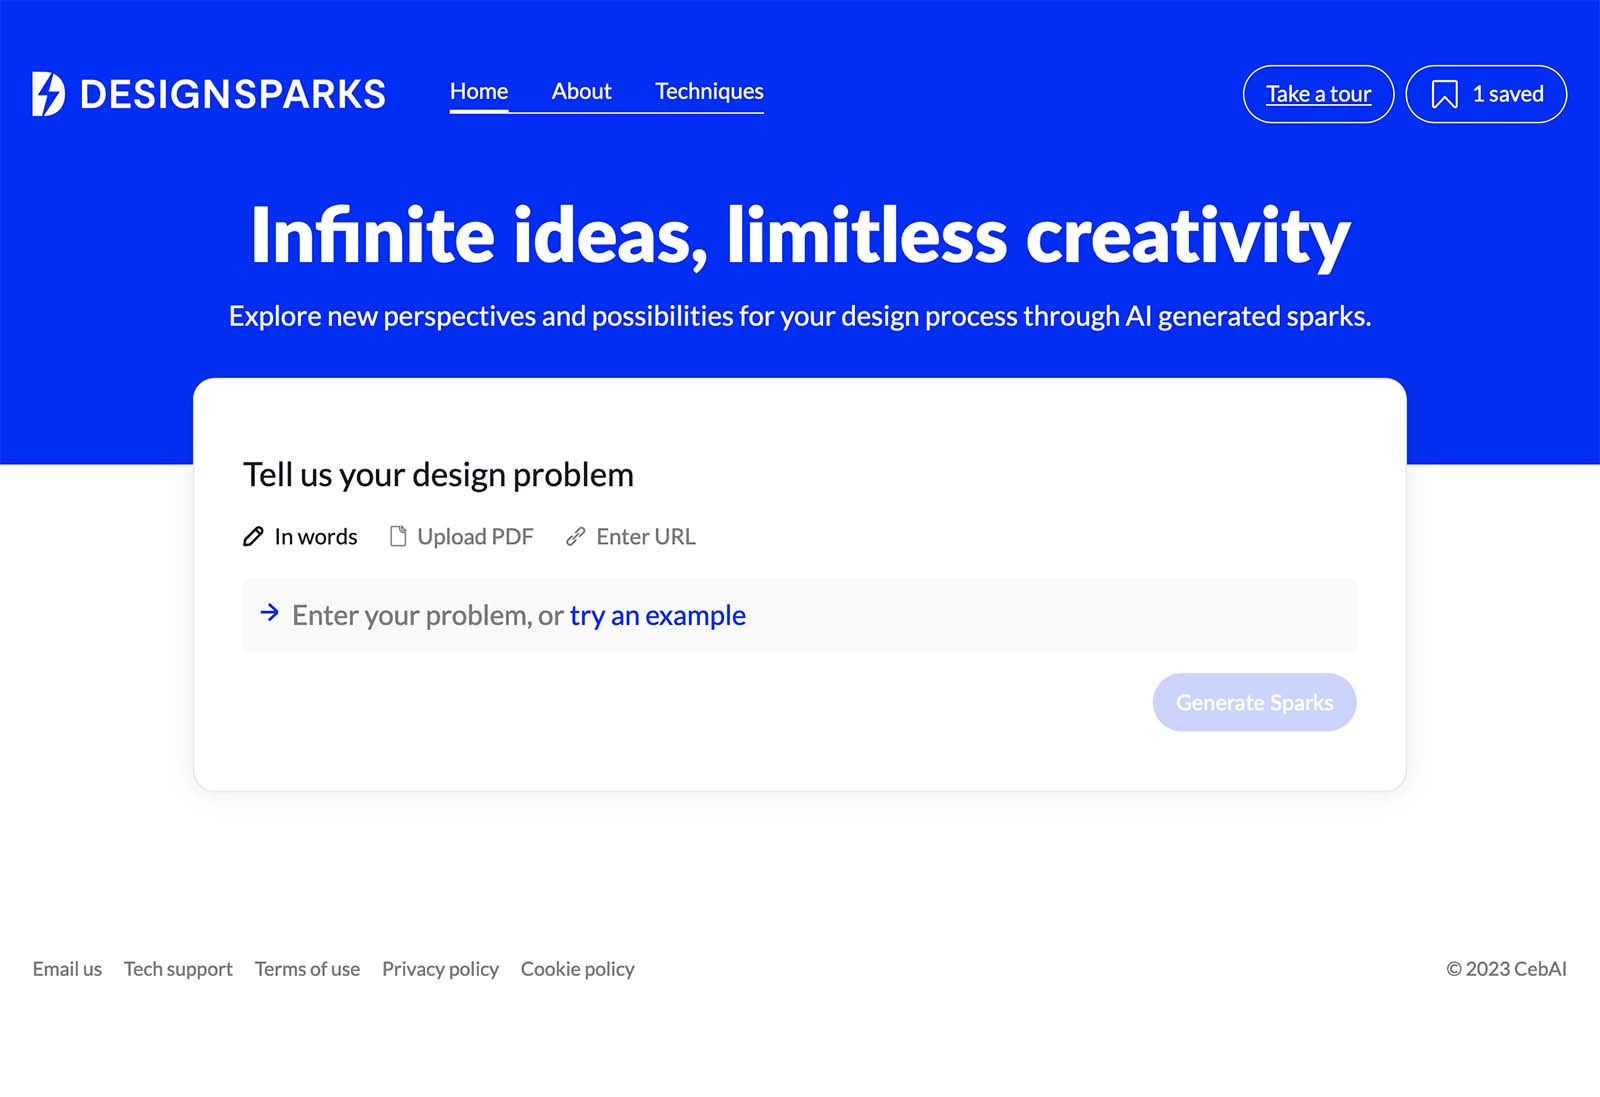 DESIGNSPARKS
Home About Techniques
Take a tour
1 saved
Infinite ideas, limitless creativity
Explore new perspectives and possibilities for your design process through AI generated sparks.
Tell us your design problem
In words Upload PDF Enter URL
Enter your problem, or try an example
Generate Sparks
Email us Tech support Terms of use Privacy policy Cookie policy
© 2023 CebAI